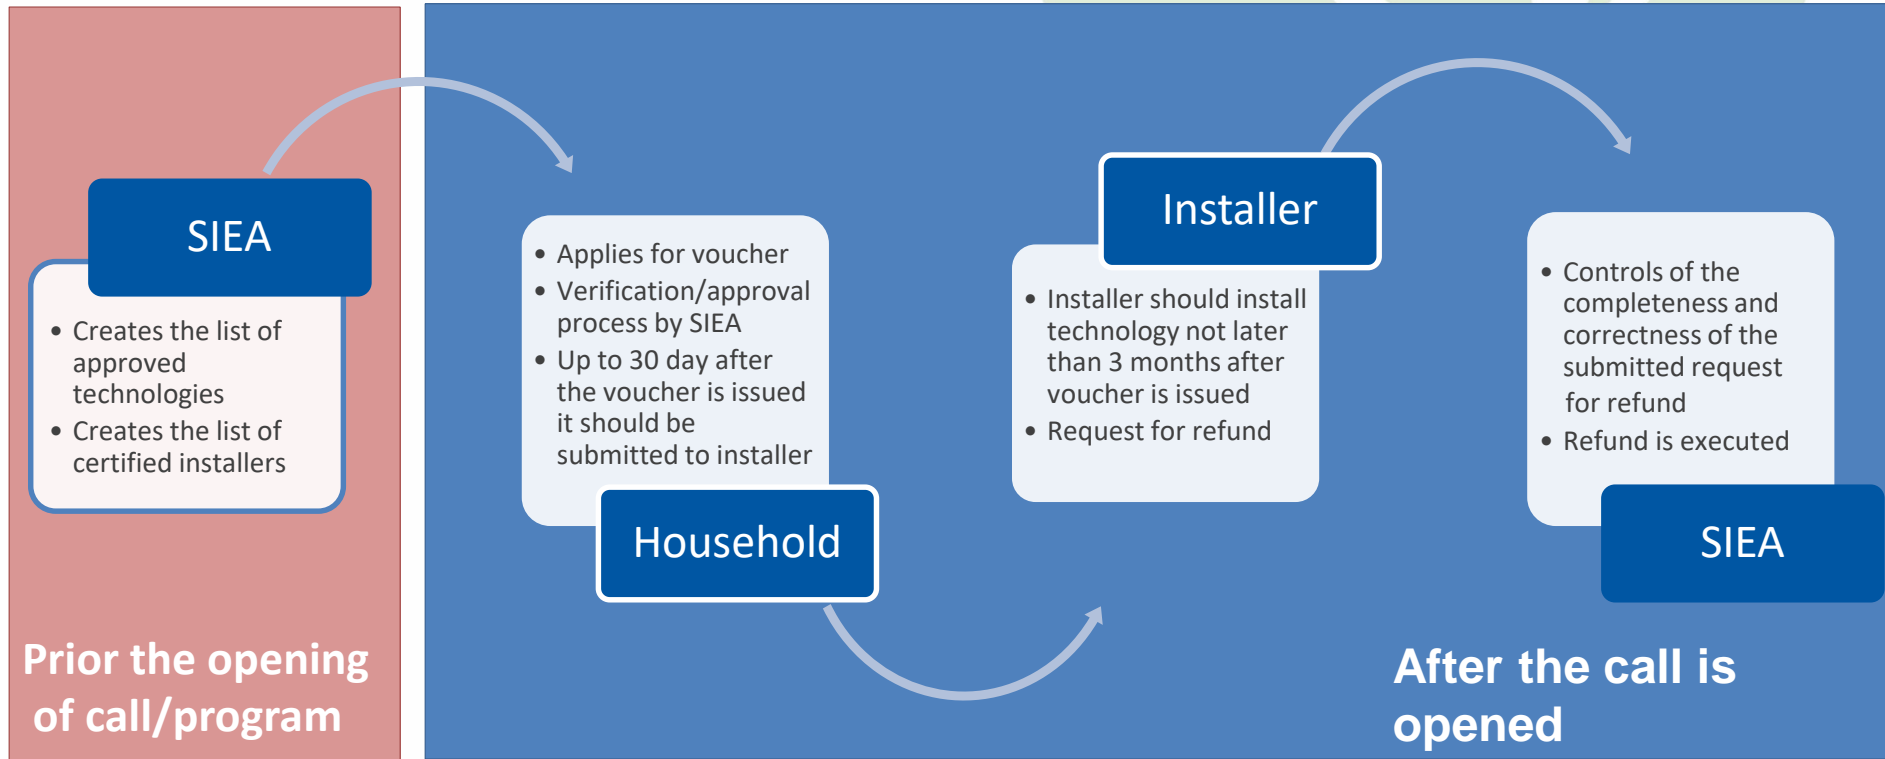 SIEA
• Creates the list of
approved
technologies
• Creates the list of
certified installers
Prior the opening
of call/program
• Applies for voucher
• Verification/approval
process by SIEA
• Up to 30 day after
the voucher is issued
it should be
submitted to installer
Household
Installer
• Installer should install
technology not later
than 3 months after
voucher is issued
• Request for refund
• Controls of the
completeness and
correctness of the
submitted request
for refund
• Refund is executed
SIEA
After the call is
opened